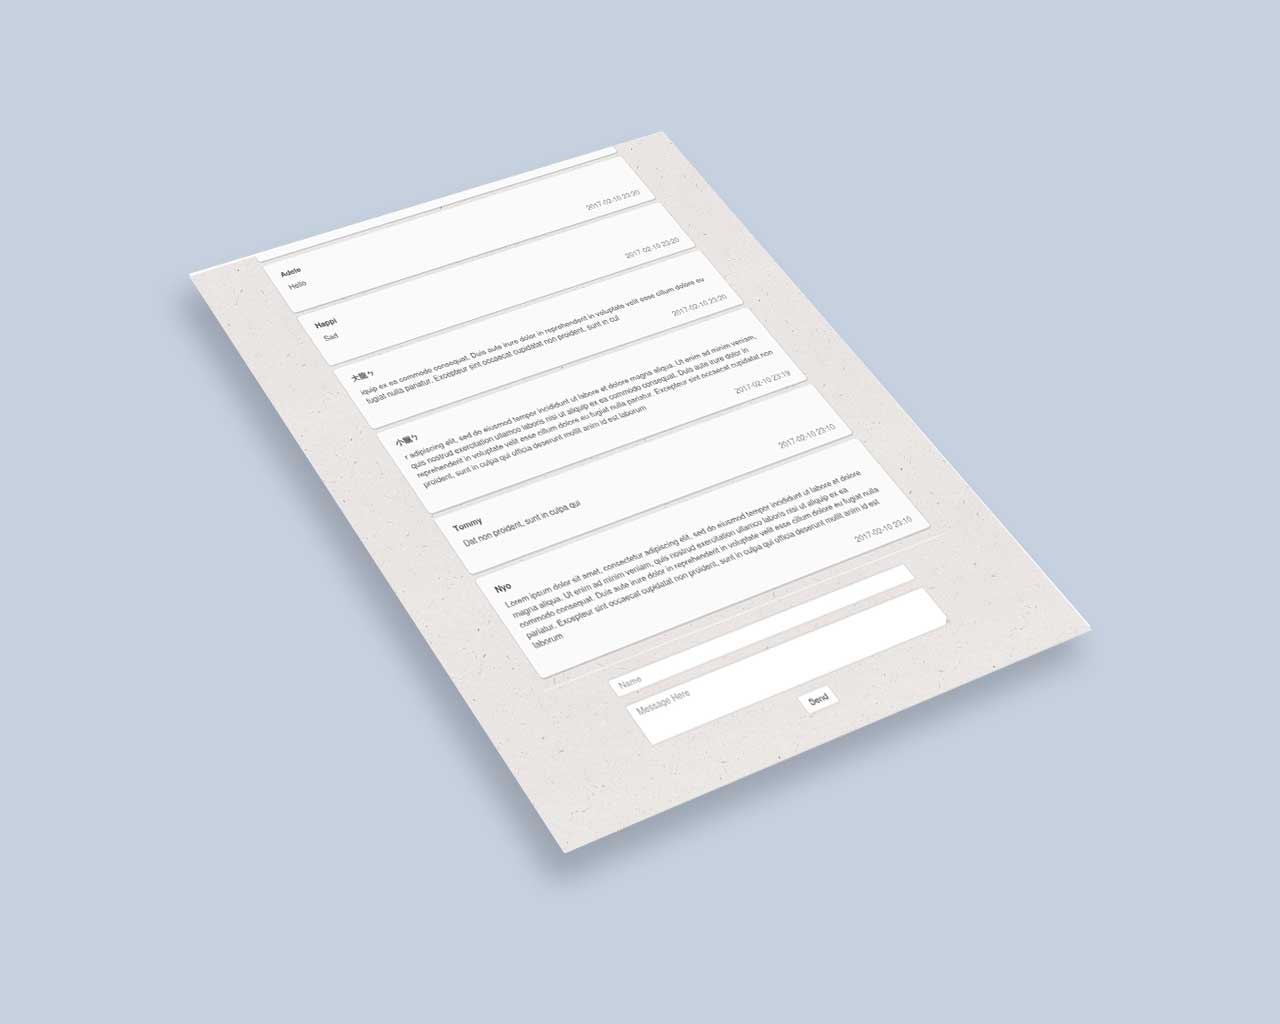 2017-02-10 23:20
Adele
Hello
2017-02-10 23:20
Happi
Sad
2017-02-10 23:20
大龍ㄅ
iquip ex ea commodo consequat. Duis aute irure dolor in reprehenderit in voluptate velit esse cillum dolore eu
fugiat nulla pariatur. Excepteur sint occaecat cupidatat non proident, sunt in cul
2017-02-10 23:19
小龍ㄅ
r adipiscing elit, sed do eiusmod tempor incididunt ut labore et dolore magna aliqua. Ut enim ad minim veniam,
quis nostrud exercitation ullamco laboris nisi ut aliquip ex ea commodo consequat. Duis aute irure dolor in
reprehenderit in voluptate velit esse cillum dolore eu fugiat nulla pariatur. Excepteur sint occaecat cupidatat non
proident, sunt in culpa qui officia deserunt mollit anim id est laborum
2017-02-10 23:10
Tommy
Dat non proident, sunt in culpa qui
2017-02-10 23:10
Nyo
Lorem ipsum dolor sit amet, consectetur adipiscing elit, sed do eiusmod tempor incididunt ut labore et dolore
magna aliqua. Ut enim ad minim veniam, quis nostrud exercitation ullamco laboris nisi ut aliquip ex ea
commodo consequat. Duis aute irure dolor in reprehenderit in voluptate velit esse cillum dolore eu fugiat nulla
pariatur. Excepteur sint occaecat cupidatat non proident, sunt in culpa qui officia deserunt mollit anim id est
laborum
Name
Message Here
Dend